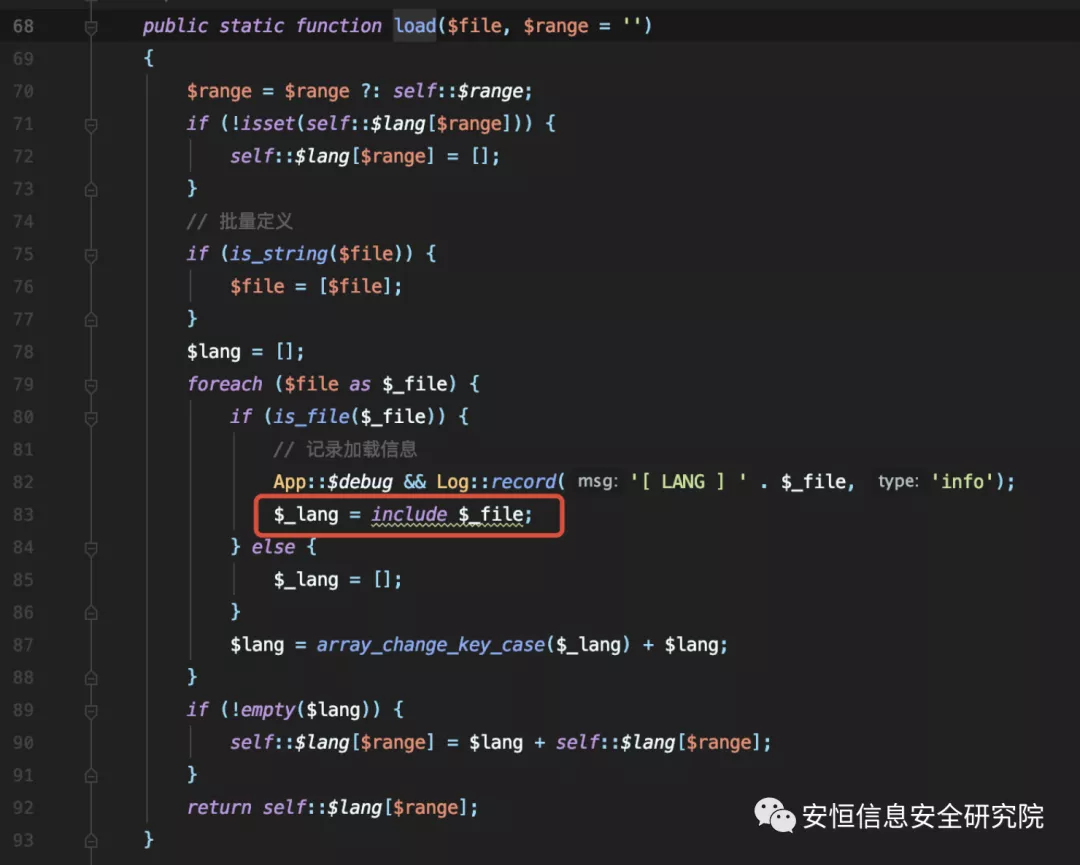 68 public static function load($file, $range = '')
69 {
70 $range = $range ?: self::$range;
71 if (!isset(self::$lang[$range])) {
72 self::$lang[$range] = [];
73 }
74 // 批量定义
75 if (is_string($file)) {
76 $file = [$file];
77 }
78 $lang = [];
79 foreach ($file as $_file) {
80 if (is_file($_file)) {
81 // 记录加载信息
82 App::$debug && Log::record( msg: '[ LANG ] ' . $_file, type: 'info');
83 $_lang = include $_file;
84 } else {
85 $_lang = [];
86 }
87 $lang = array_change_key_case($_lang) + $lang;
88 }
89 if (!empty($lang)) {
90 self::$lang[$range] = $lang + self::$lang[$range];
91 }
92 return self::$lang[$range];
93 }
安恒信息安全研究院